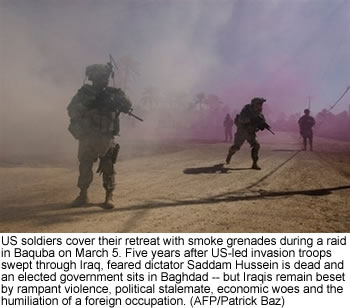 US soldiers cover their retreat with smoke grenades during a raid
in Baquba on March 5. Five years after US-led invasion troops
swept through Iraq, feared dictator Saddam Hussein is dead and
an elected government sits in Baghdad -- but Iraqis remain beset
by rampant violence, political stalemate, economic woes and the
humiliation of a foreign occupation. (AFP/Patrick Baz)